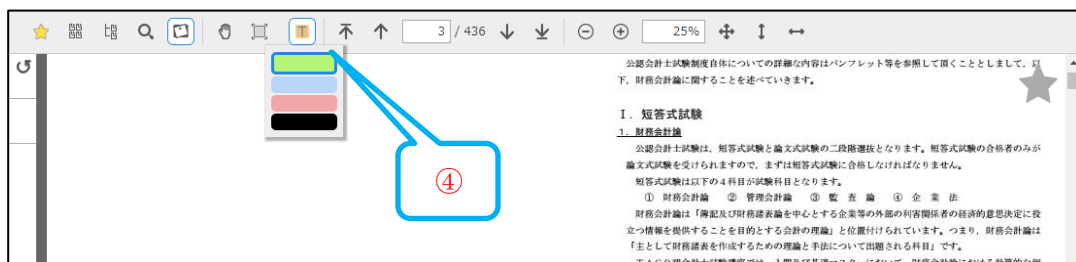 T 3 / 436 25%
公認会計士試験制度自体についての詳細な内容はパンフレット等を参照して頂くこととしまして、以
下、財務会計論に関することを述べていきます。
Ⅰ．短答式試験
1．財務会計論
公認会計士試験は、短答式試験と論文式試験の二段階選抜となります。短答式試験の合格者のみが
論文式試験を受けられますので、まずは短答式試験に合格しなければなりません。
短答式試験は以下の4科目が試験科目となります。
① 財務会計論 ② 管理会計論 ③ 監 査 論 ④ 企 業 法
④
財務会計論は「簿記及び財務諸表論を中心とする企業等の外部の利害関係者の経済的意思決定に役
立つ情報を提供することを目的とする会計の理論」と位置付けられています。つまり、財務会計論は
「主として財務諸表を作成するための理論と手法について出題される科目」です。